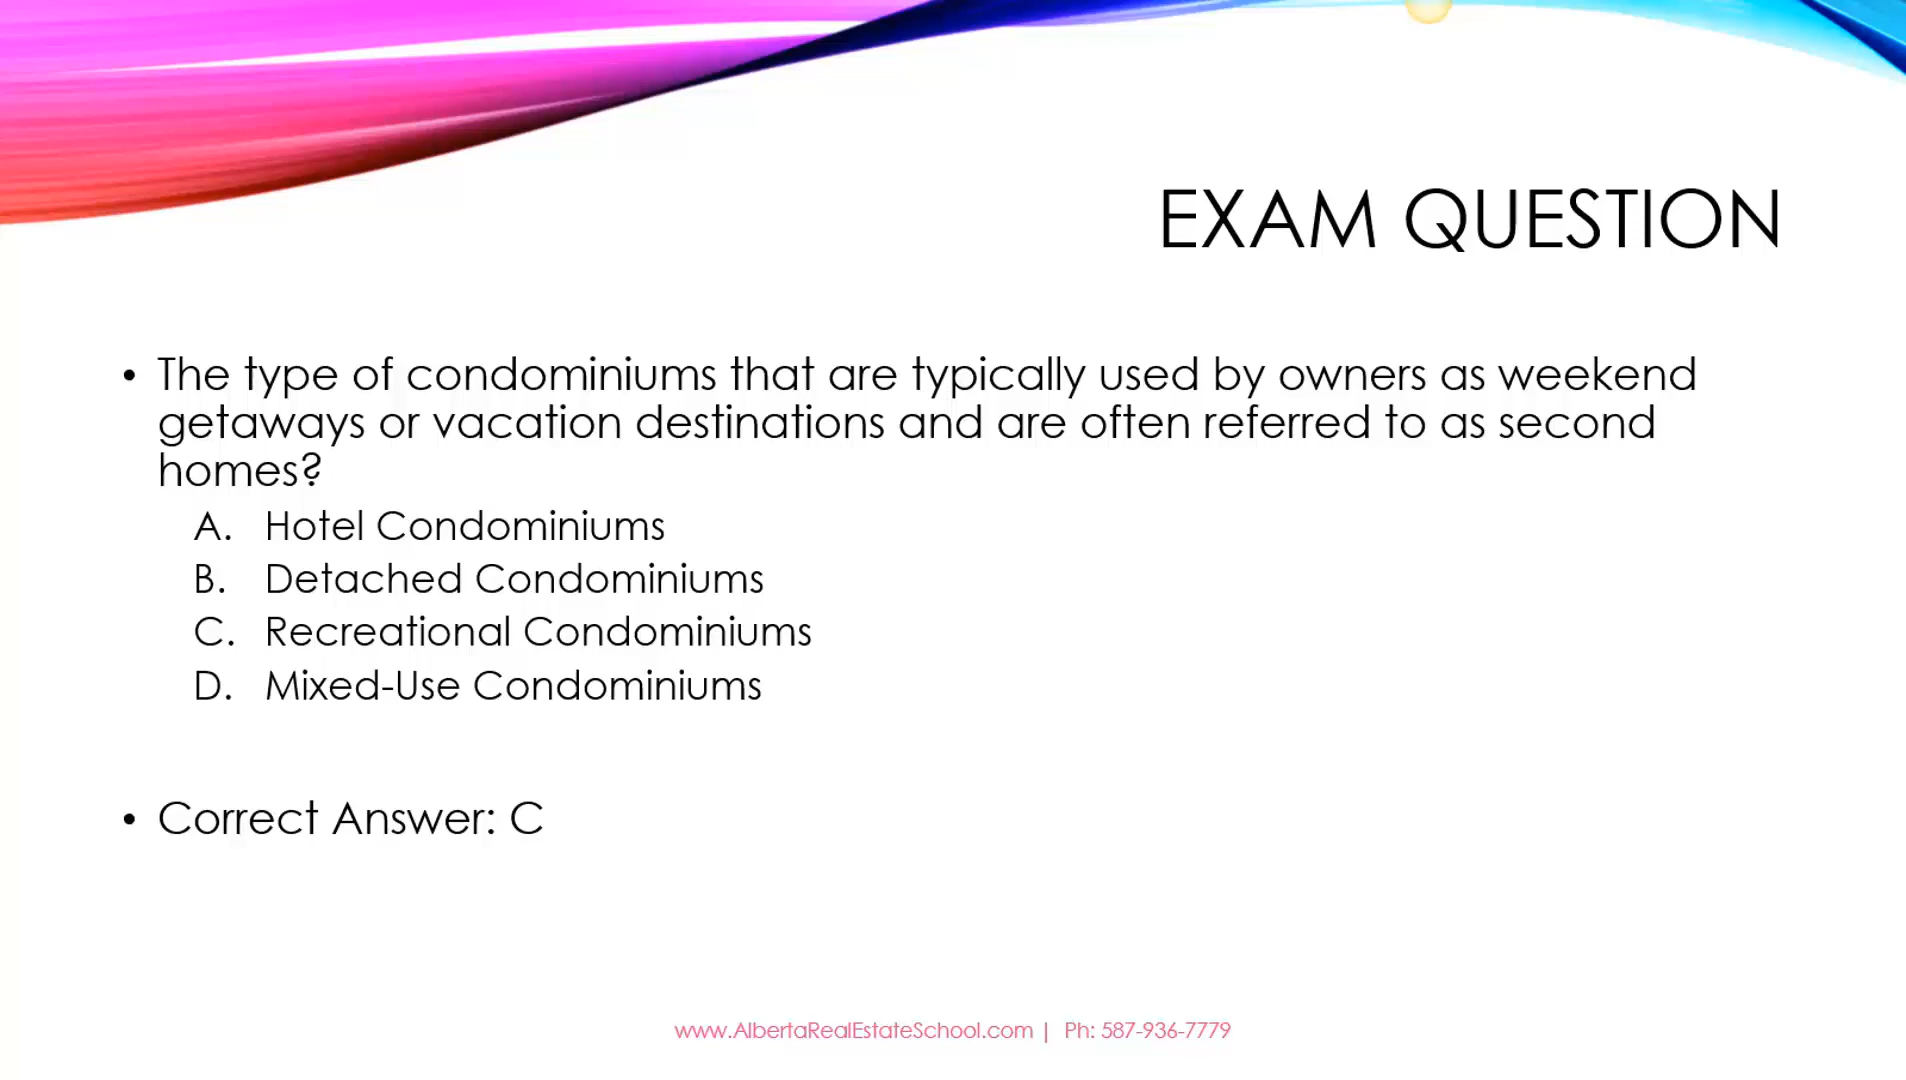 EXAM QUESTION
• The type of condominiums that are typically used by owners as weekend
getaways or vacation destinations and are often referred to as second
homes?
A. Hotel Condominiums
B. Detached Condominiums
C. Recreational Condominiums
D. Mixed-Use Condominiums
• Correct Answer: C
www.AlbertaRealEstateSchool.com | Ph: 587-936-7779